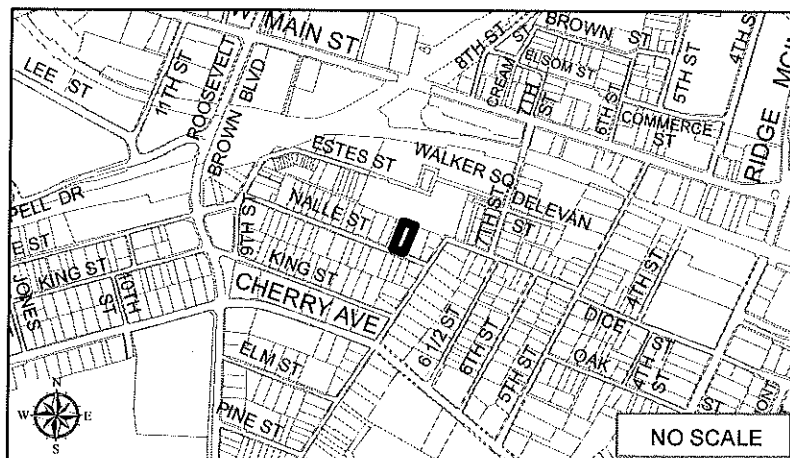 W MAIN ST
8TH ST
BROWN ST
5TH ST
4TH ST
RIDGE MCI
LEE ST
11TH ST
ROOSEVELT
BROWN BLVD.
CREAM
7TH ST
ELSOM ST
6TH ST
COMMERCE ST
ESTES ST
WALKER SQ
7TH ST
DELEVAN ST
PELL DR
E ST
9TH ST
NALLE ST
KING ST
JONES
KING ST
10TH ST
CHERRY AVE
4TH ST
DICE ST
OAK ST
4TH ST
ONT
6 1/2 ST
6TH ST
5TH ST
ELM ST
PINE ST
N
W E
S
NO SCALE